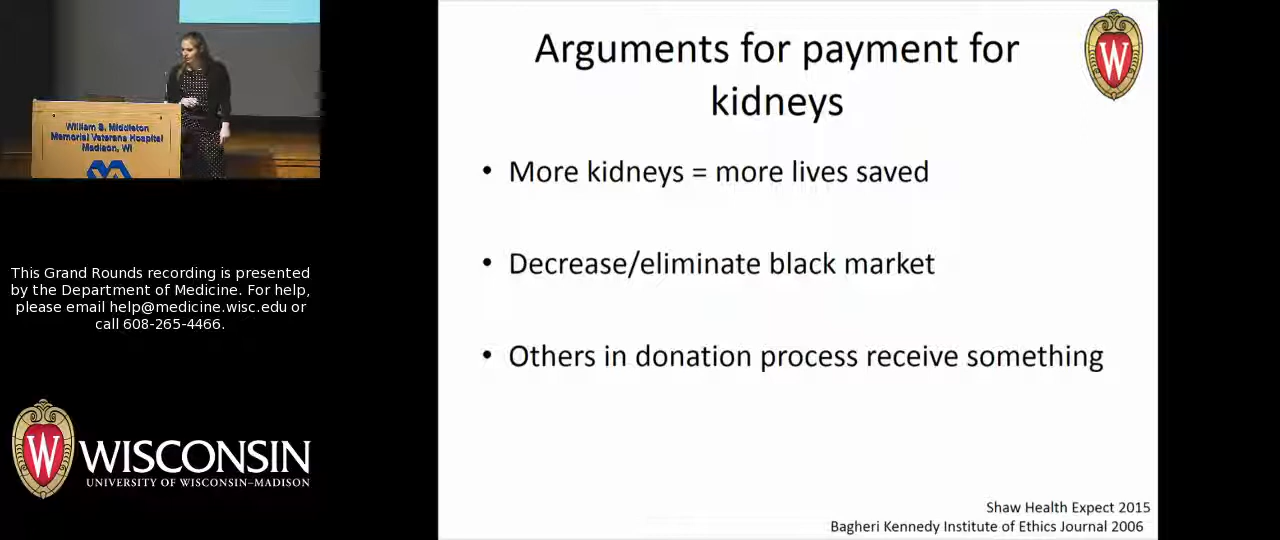 William S. Middleton
Memorial Veterans Hospital
Madison, WI
This Grand Rounds recording is presented
by the Department of Medicine. For help,
please email help@medicine.wisc.edu or
call 608-265-4466.
W
WISCONSIN
UNIVERSITY OF WISCONSIN–MADISON
Arguments for payment for
kidneys
W
• More kidneys = more lives saved
• Decrease/eliminate black market
• Others in donation process receive something
Shaw Health Expect 2015
Bagheri Kennedy Institute of Ethics Journal 2006